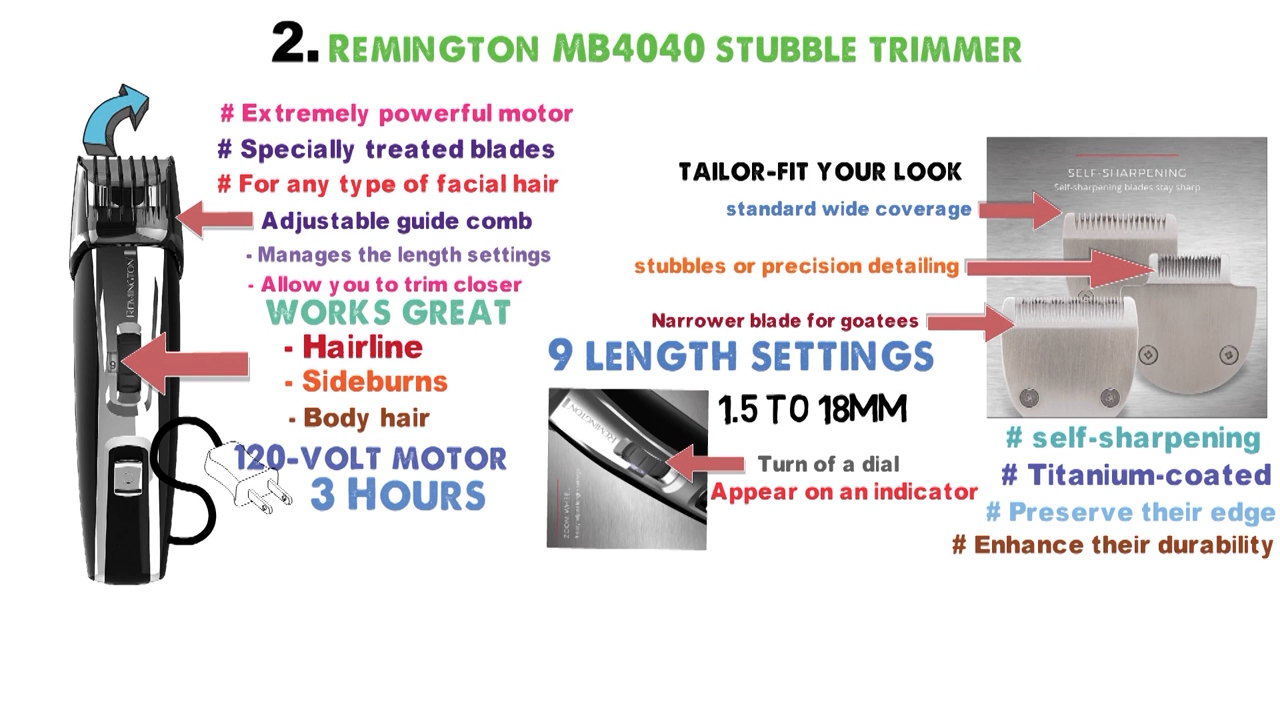 2. REMINGTON MB4040 STUBBLE TRIMMER
# Extremely powerful motor
# Specially treated blades
# For any type of facial hair
Adjustable guide comb
- Manages the length settings
- Allow you to trim closer
WORKS GREAT
- Hairline
- Sideburns
- Body hair
120-VOLT MOTOR
3 HOURS
REMINGTON
9
TAILOR-FIT YOUR LOOK
standard wide coverage
stubbles or precision detailing
Narrower blade for goatees
9 LENGTH SETTINGS
1.5 TO 18MM
Turn of a dial
Appear on an indicator
REMINGTON
SELF-SHARPENING
Self-sharpening blades stay sharp
# self-sharpening
# Titanium-coated
# Preserve their edge
# Enhance their durability